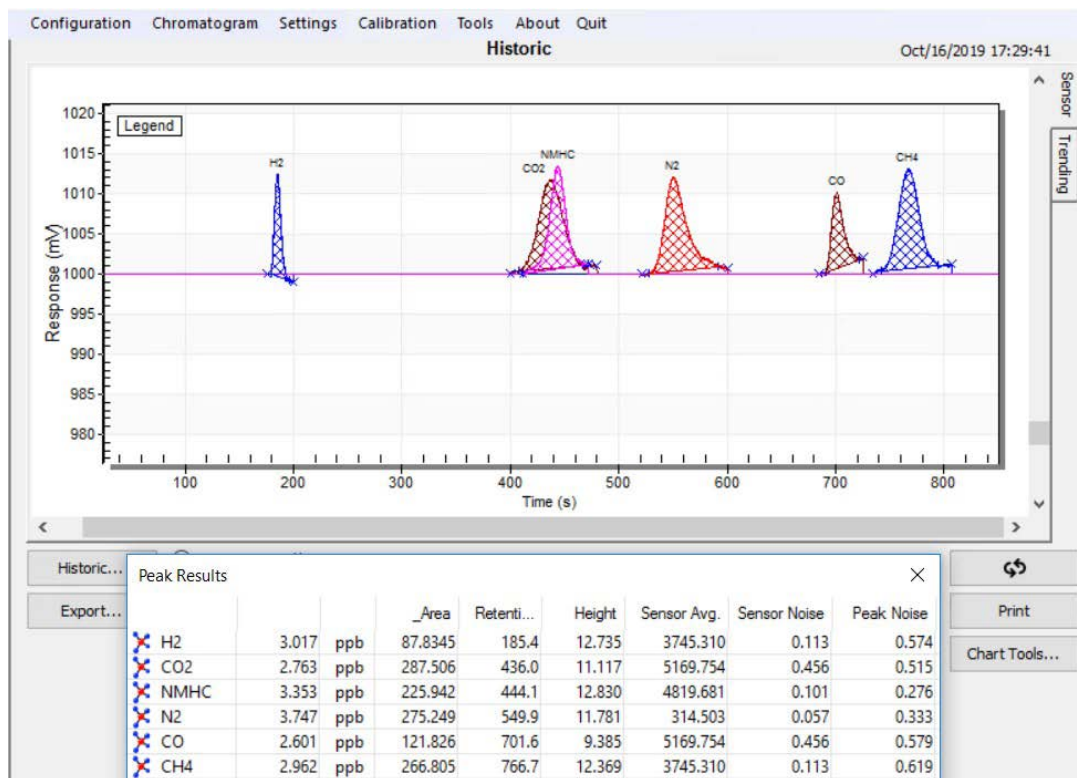 Configuration Chromatogram Settings Calibration Tools About Quit
Historic
Oct/16/2019 17:29:41
Sensor
Trending
1020
1015
1010
1005
1000
995
990
985
980
Response (mV)
Legend
H2
CO2
NMHC
N2
CO
CH4
100 200 300 400 500 600 700 800
Time (s)
Historic...
Export...
Print
Chart Tools...
Peak Results
_Area Retenti... Height Sensor Avg. Sensor Noise Peak Noise
H2 3.017 ppb 87.8345 185.4 12.735 3745.310 0.113 0.574
CO2 2.763 ppb 287.506 436.0 11.117 5169.754 0.456 0.515
NMHC 3.353 ppb 225.942 444.1 12.830 4819.681 0.101 0.276
N2 3.747 ppb 275.249 549.9 11.781 314.503 0.057 0.333
CO 2.601 ppb 121.826 701.6 9.385 5169.754 0.456 0.579
CH4 2.962 ppb 266.805 766.7 12.369 3745.310 0.113 0.619